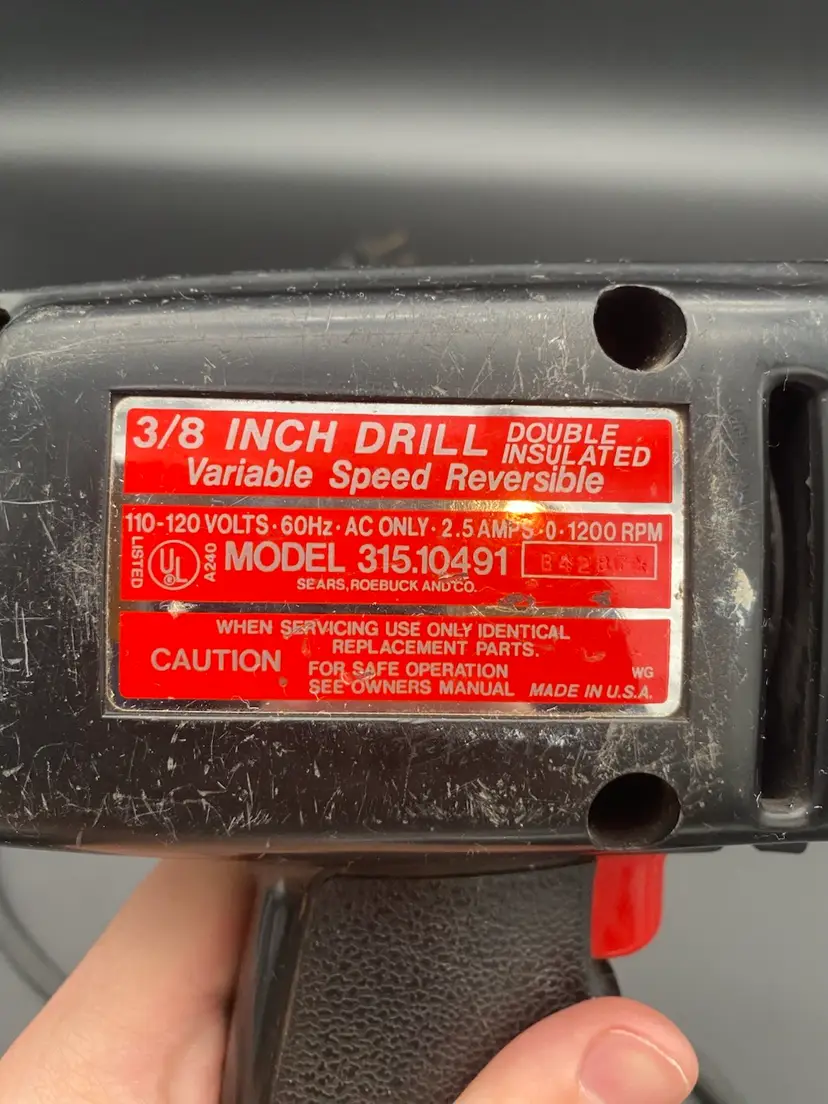 3/8 INCH DRILL DOUBLE INSULATED
Variable Speed Reversible
110-120 VOLTS·60Hz·AC ONLY·2.5 AMPS·0-1200 RPM
LISTED UL A240 MODEL 315.10491
SEARS, ROEBUCK AND CO.
WHEN SERVICING USE ONLY IDENTICAL
REPLACEMENT PARTS.
CAUTION
FOR SAFE OPERATION
SEE OWNERS MANUAL
WG
MADE IN U.S.A.